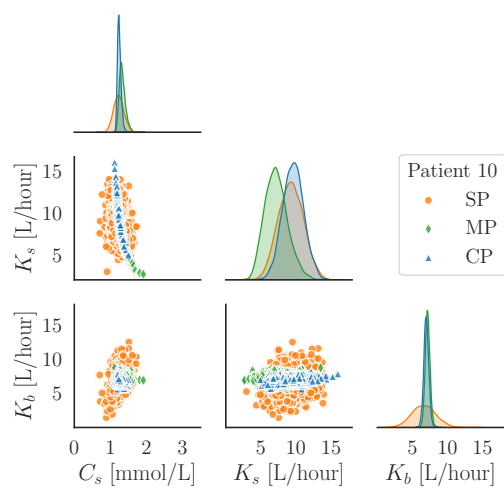 15
10
5
K_s [L/hour]
Patient 10
SP
MP
CP
15
10
5
K_b [L/hour]
0 1 2 3
5 10 15
5 10 15
C_s [mmol/L]
K_s [L/hour]
K_b [L/hour]